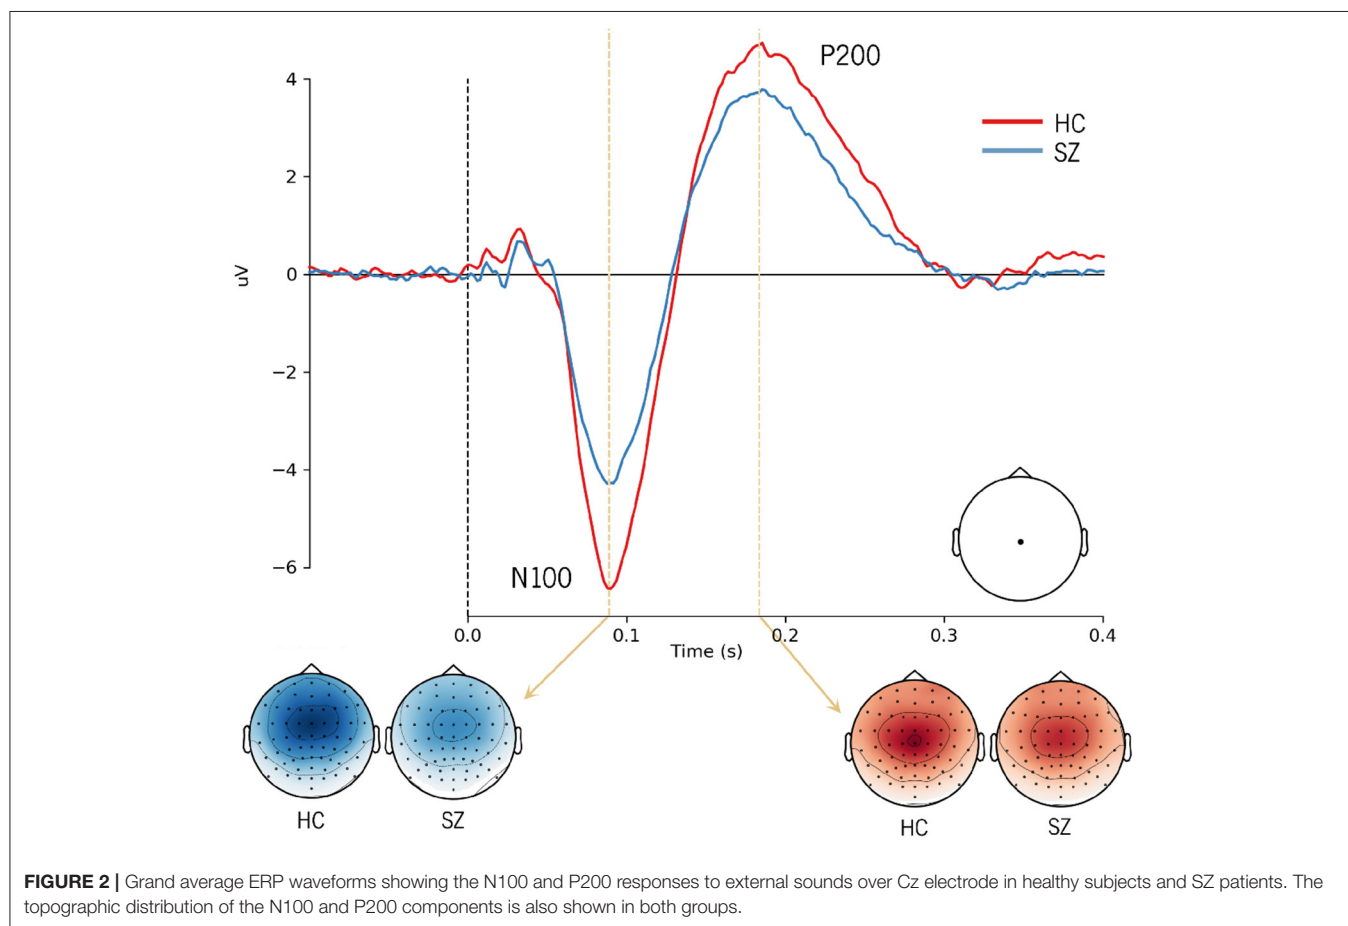 P200
4
HC
SZ
2
uV
0
−2
−4
−6
N100
0.0 0.1 0.2 0.3 0.4
Time (s)
HC SZ HC SZ
FIGURE 2 | Grand average ERP waveforms showing the N100 and P200 responses to external sounds over Cz electrode in healthy subjects and SZ patients. The
topographic distribution of the N100 and P200 components is also shown in both groups.